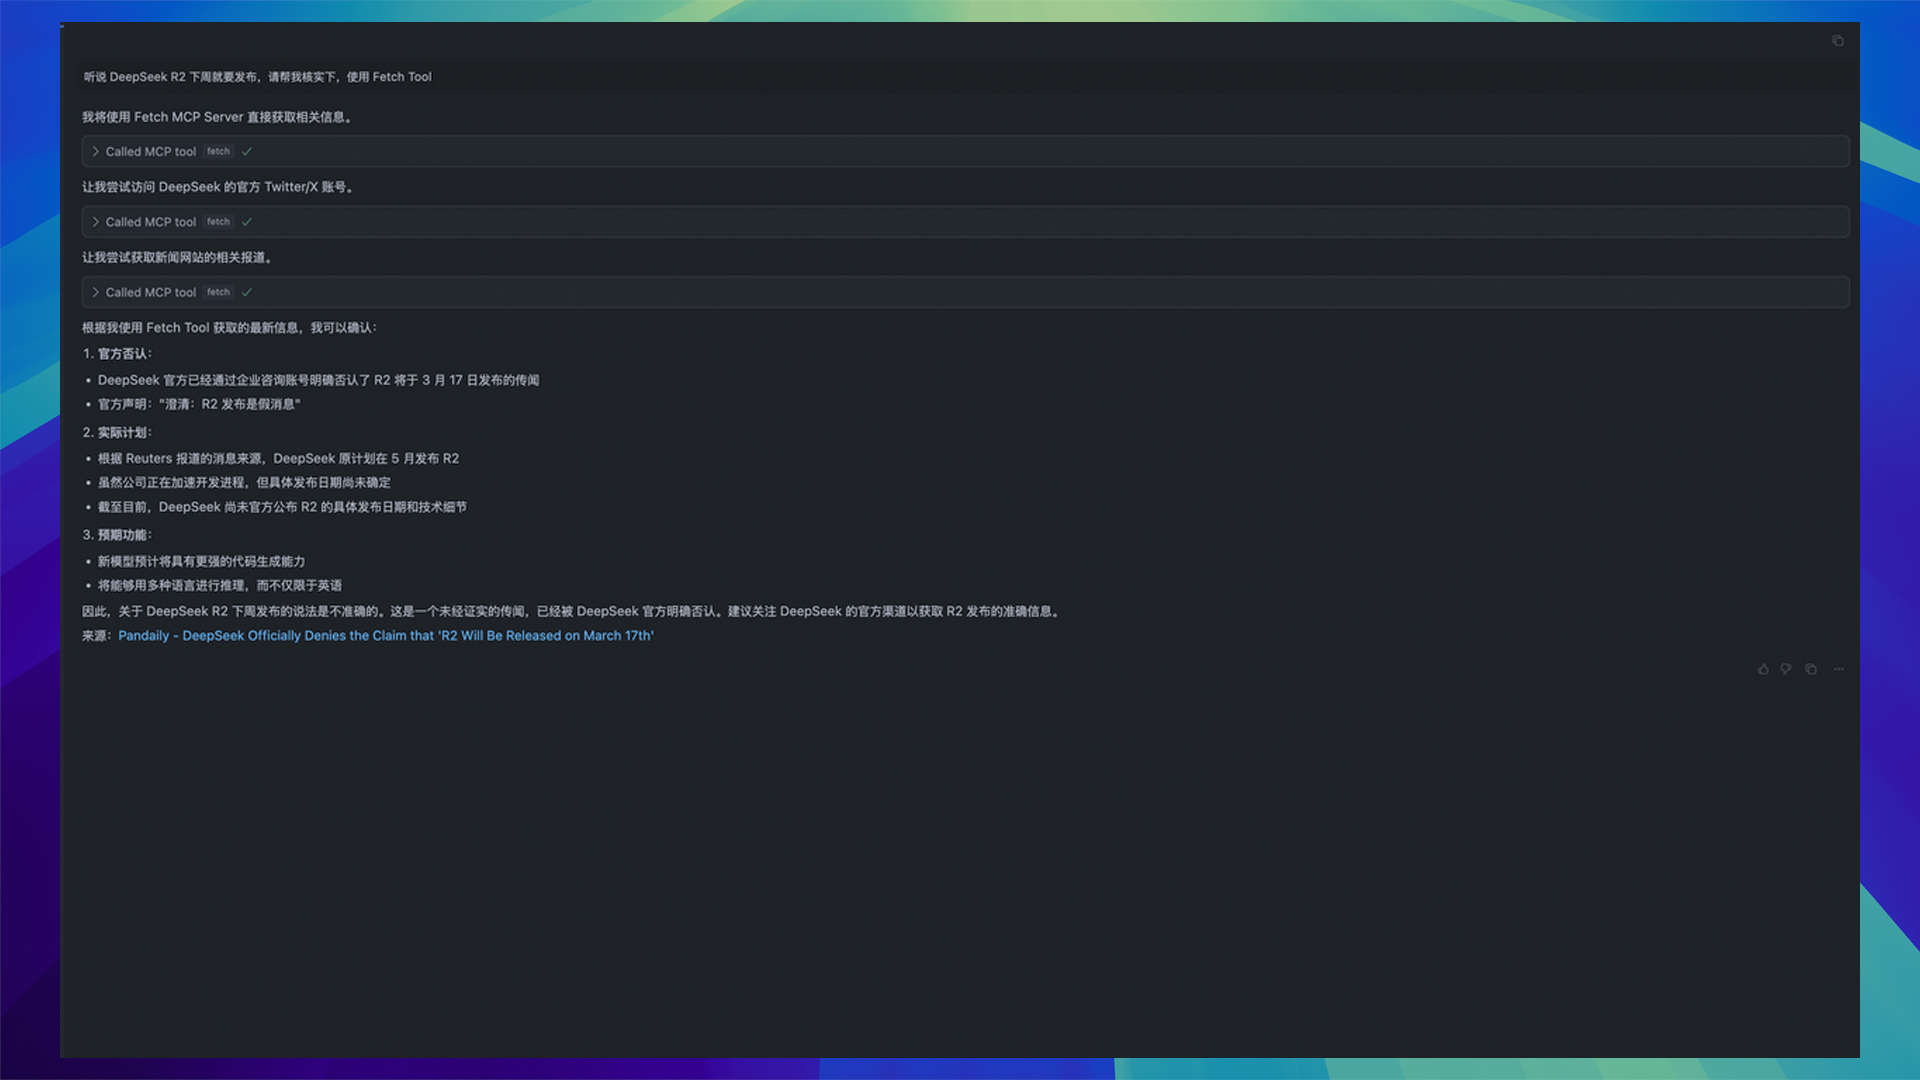 听说 DeepSeek R2 下周就要发布，请帮我核实下，使用 Fetch Tool
我将使用 Fetch MCP Server 直接获取相关信息。
Called MCP tool fetch
让我尝试访问 DeepSeek 的官方 Twitter/X 账号。
Called MCP tool fetch
让我尝试获取新闻网站的相关报道。
Called MCP tool fetch
根据我使用 Fetch Tool 获取的最新信息，我可以确认：
1. 官方否认：
• DeepSeek 官方已经通过企业咨询账号明确否认了 R2 将于 3 月 17 日发布的传闻
• 官方声明："澄清：R2 发布是假消息"
2. 实际计划：
• 根据 Reuters 报道的消息来源，DeepSeek 原计划在 5 月发布 R2
• 虽然公司正在加速开发进程，但具体发布日期尚未确定
• 截至目前，DeepSeek 尚未官方公布 R2 的具体发布日期和技术细节
3. 预期功能：
• 新模型预计将具有更强的代码生成能力
• 将能够用多种语言进行推理，而不仅限于英语
因此，关于 DeepSeek R2 下周发布的说法是不准确的。这是一个未经证实的传闻，已经被 DeepSeek 官方明确否认。建议关注 DeepSeek 的官方渠道以获取 R2 发布的准确信息。
来源：Pandaily - DeepSeek Officially Denies the Claim that 'R2 Will Be Released on March 17th'